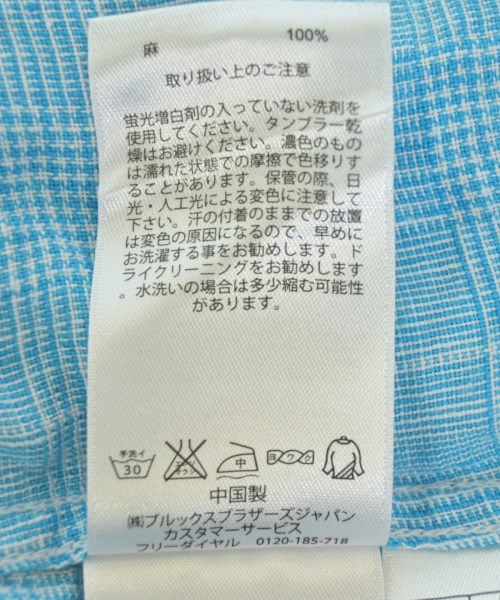 麻 100%
取り扱い上のご注意
蛍光増白剤の入っていない洗剤を
使用してください。タンブラー乾
燥はお避けください。濃色のもの
は濡れた状態での摩擦で色移りす
ることがあります。保管の際、日
光・人工光による変色に注意して
下さい。汗の付着のままでの放置
は変色の原因になるので、早めに
お洗濯する事をお勧めします。ド
ライクリーニングをお勧めします
。水洗いの場合は多少縮む可能性
があります。
手洗イ 30 エンソサラシ 中 ヨワク
中国製
㈱ブルックスブラザーズジャパン
カスタマーサービス
フリーダイヤル 0120-185-718